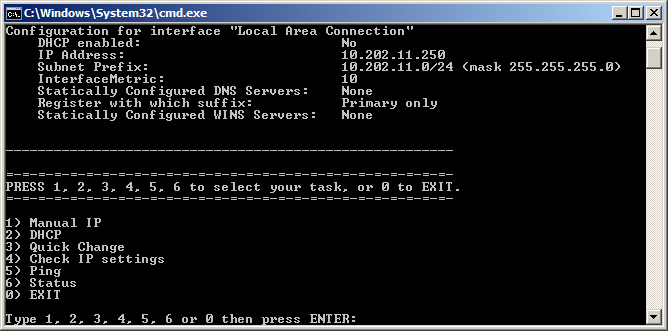 C:\Windows\System32\cmd.exe
Configuration for interface "Local Area Connection"
DHCP enabled: No
IP Address: 10.202.11.250
Subnet Prefix: 10.202.11.0/24 (mask 255.255.255.0)
InterfaceMetric: 10
Statically Configured DNS Servers: None
Register with which suffix: Primary only
Statically Configured WINS Servers: None
---------------------------------------------------------
=-=-=-=-=-=-=-=-=-=-=-=-=-=-=-=-=-=-=-=-=-=-=-=-=-=-=-=-=
PRESS 1, 2, 3, 4, 5, 6 to select your task, or 0 to EXIT.
=-=-=-=-=-=-=-=-=-=-=-=-=-=-=-=-=-=-=-=-=-=-=-=-=-=-=-=-=
1) Manual IP
2) DHCP
3) Quick Change
4) Check IP settings
5) Ping
6) Status
0) EXIT
Type 1, 2, 3, 4, 5, 6 or 0 then press ENTER: